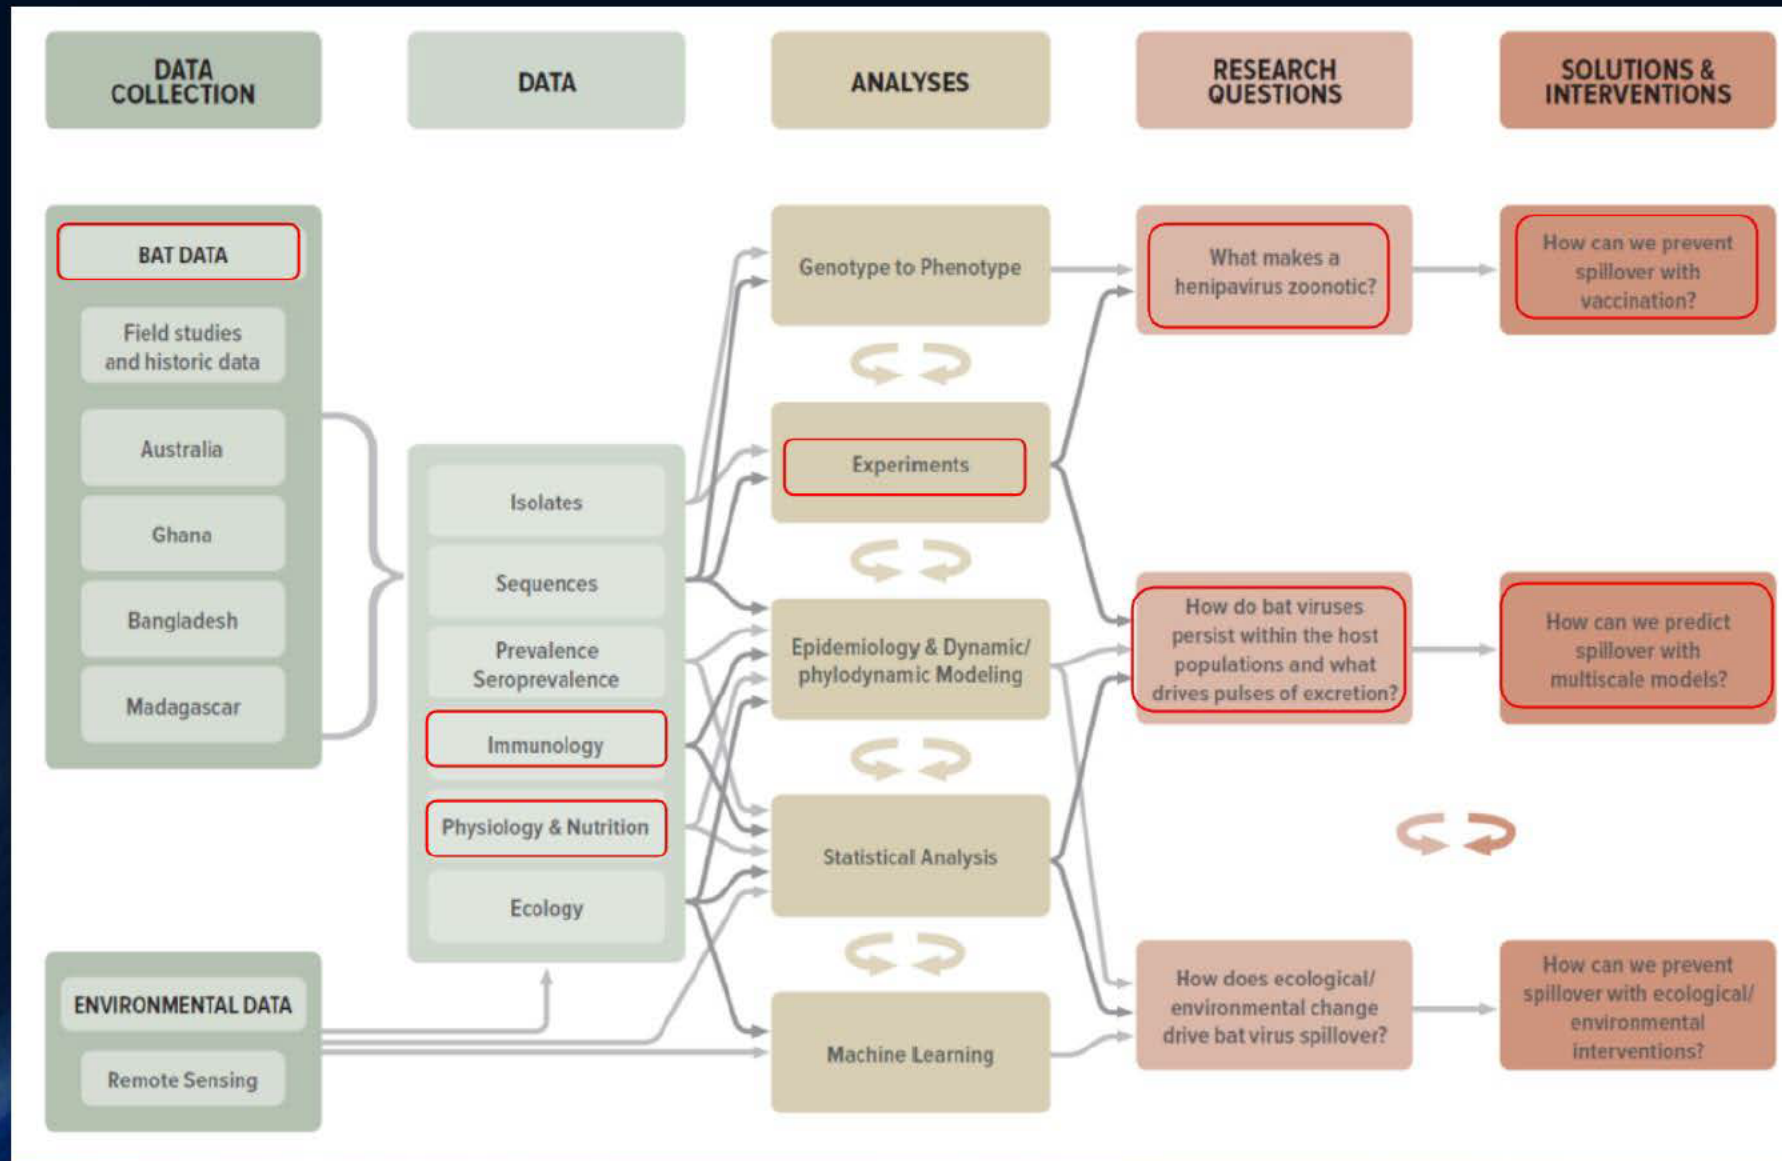 DATA
COLLECTION
DATA
ANALYSES
RESEARCH
QUESTIONS
SOLUTIONS &
INTERVENTIONS
BAT DATA
Field studies
and historic data
Australia
Ghana
Bangladesh
Madagascar
ENVIRONMENTAL DATA
Remote Sensing
Isolates
Sequences
Prevalence
Seroprevalence
Immunology
Physiology & Nutrition
Ecology
Genotype to Phenotype
Experiments
Epidemiology & Dynamic/
phylodynamic Modeling
Statistical Analysis
Machine Learning
What makes a
henipavirus zoonotic?
How do bat viruses
persist within the host
populations and what
drives pulses of excretion?
How does ecological/
environmental change
drive bat virus spillover?
How can we prevent
spillover with
vaccination?
How can we predict
spillover with
multiscale models?
How can we prevent
spillover with ecological/
environmental
interventions?